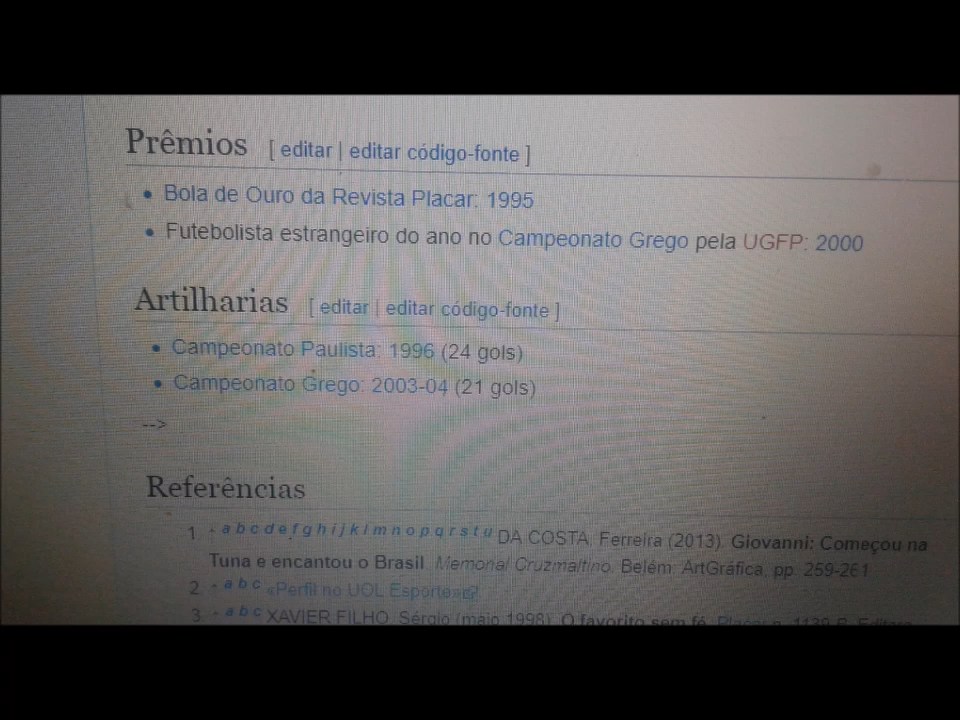 Prêmios [ editar | editar código-fonte ]
• Bola de Ouro da Revista Placar: 1995
• Futebolista estrangeiro do ano no Campeonato Grego pela UGFP: 2000
Artilharias [ editar | editar código-fonte ]
• Campeonato Paulista: 1996 (24 gols)
• Campeonato Grego: 2003-04 (21 gols)
-->
Referências
1 ↑ a b c d e f g h i j k l m n o p q r s t u DA COSTA, Ferreira (2013). Giovanni: Começou na
Tuna e encantou o Brasil. Memorial Cruzmaltino. Belém: ArtGráfica, pp. 259-261
2 ↑ a b c «Perfil no UOL Esporte»
3 ↑ a b c XAVIER FILHO, Sérgio (maio 1998). O favorito sem fé. Placar n. 1139